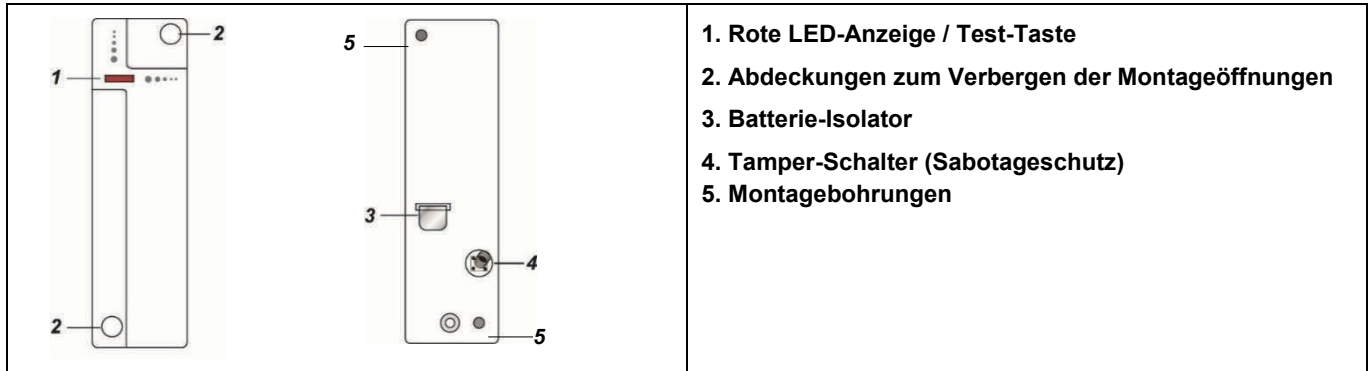 2
1
2
5
3
4
5
1. Rote LED-Anzeige / Test-Taste
2. Abdeckungen zum Verbergen der Montageöffnungen
3. Batterie-Isolator
4. Tamper-Schalter (Sabotageschutz)
5. Montagebohrungen